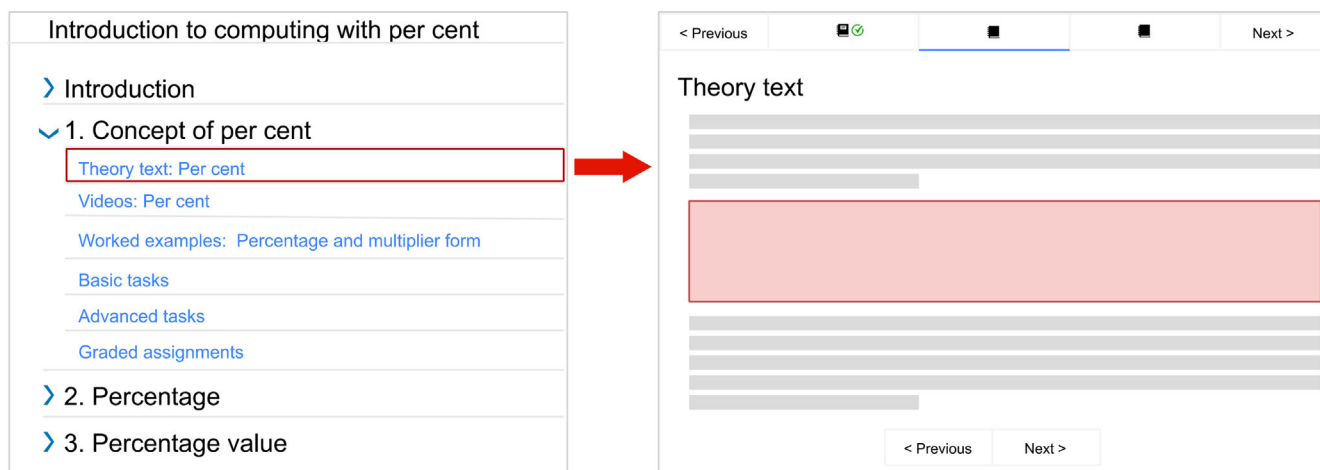 Introduction to computing with per cent
Introduction
1. Concept of per cent
Theory text: Per cent
Videos: Per cent
Worked examples: Percentage and multiplier form
Basic tasks
Advanced tasks
Graded assignments
2. Percentage
3. Percentage value
< Previous
Next >
Theory text
< Previous
Next >